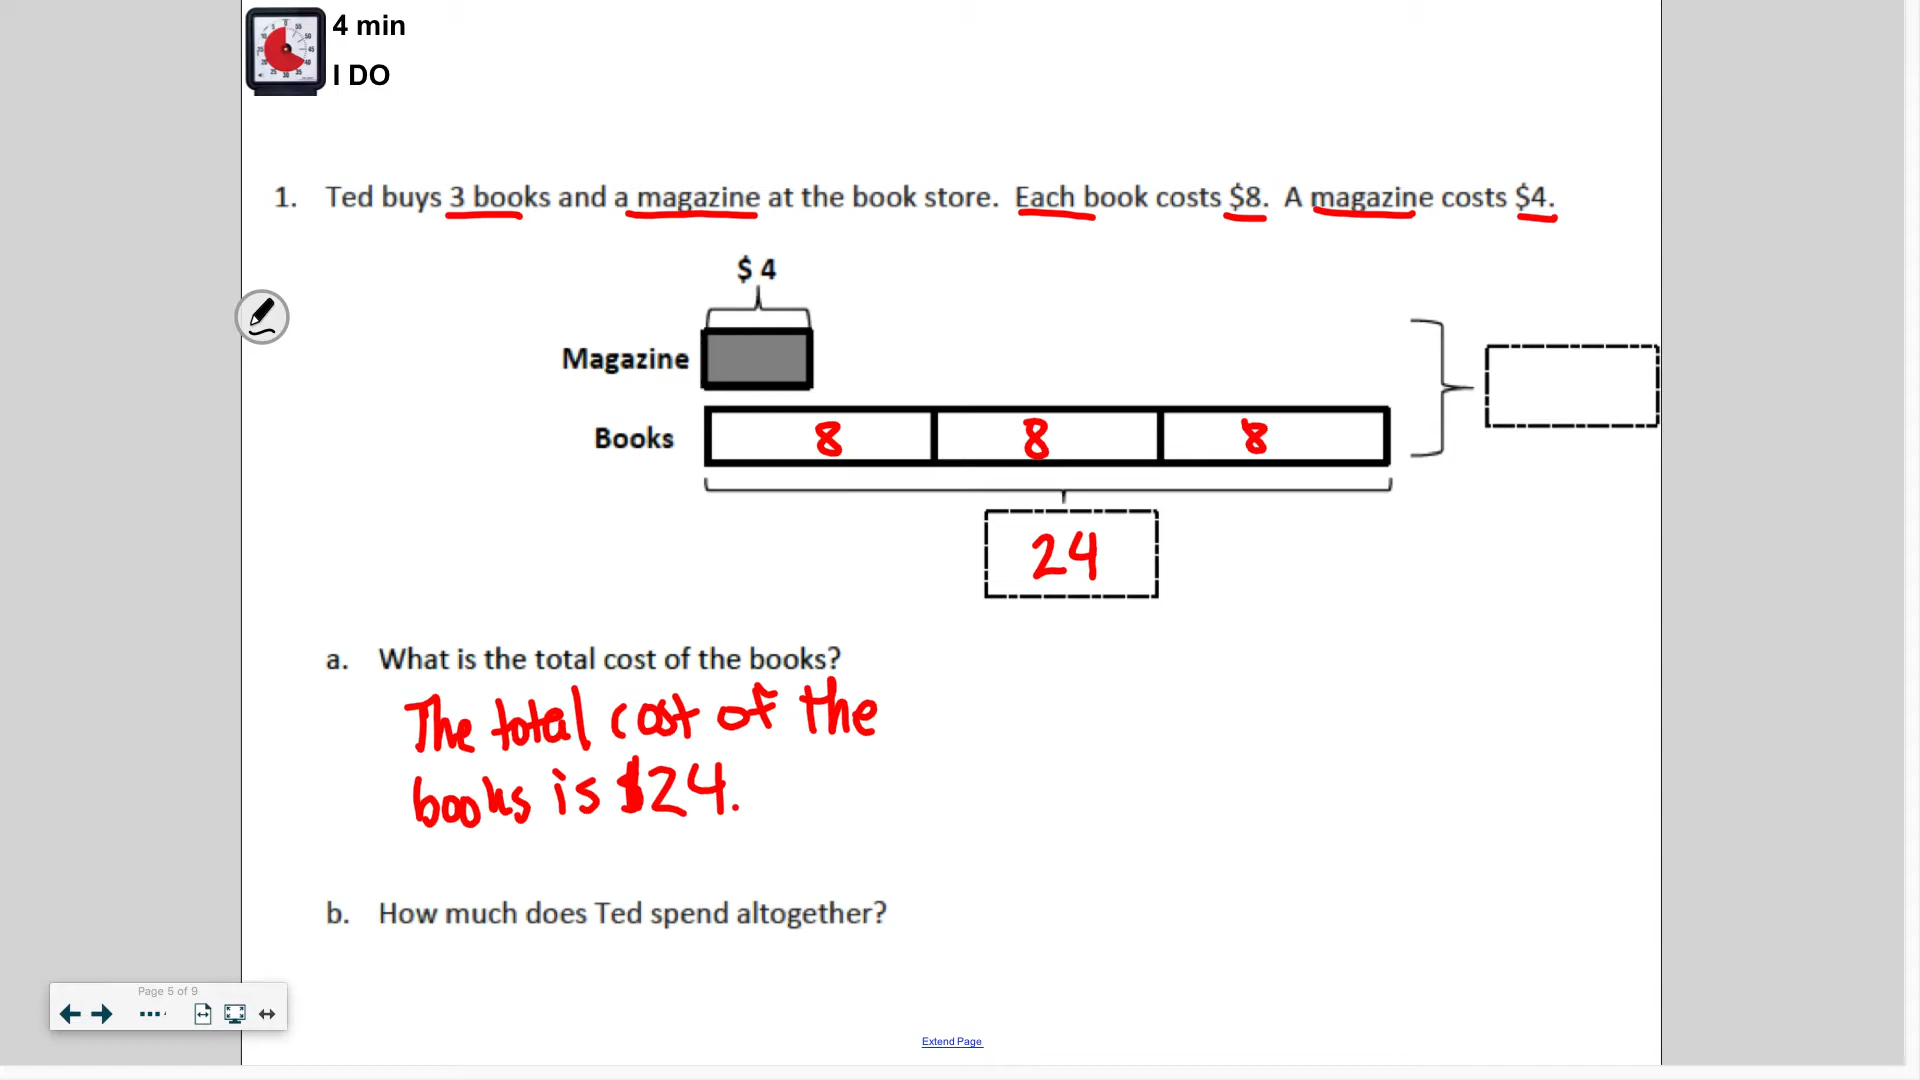 4 min
I DO
1. Ted buys 3 books and a magazine at the book store. Each book costs $8. A magazine costs $4.
$ 4
Magazine
Books 8 8 8
24
a. What is the total cost of the books?
The total cost of the
books is $24.
b. How much does Ted spend altogether?
Page 5 of 9
Extend Page